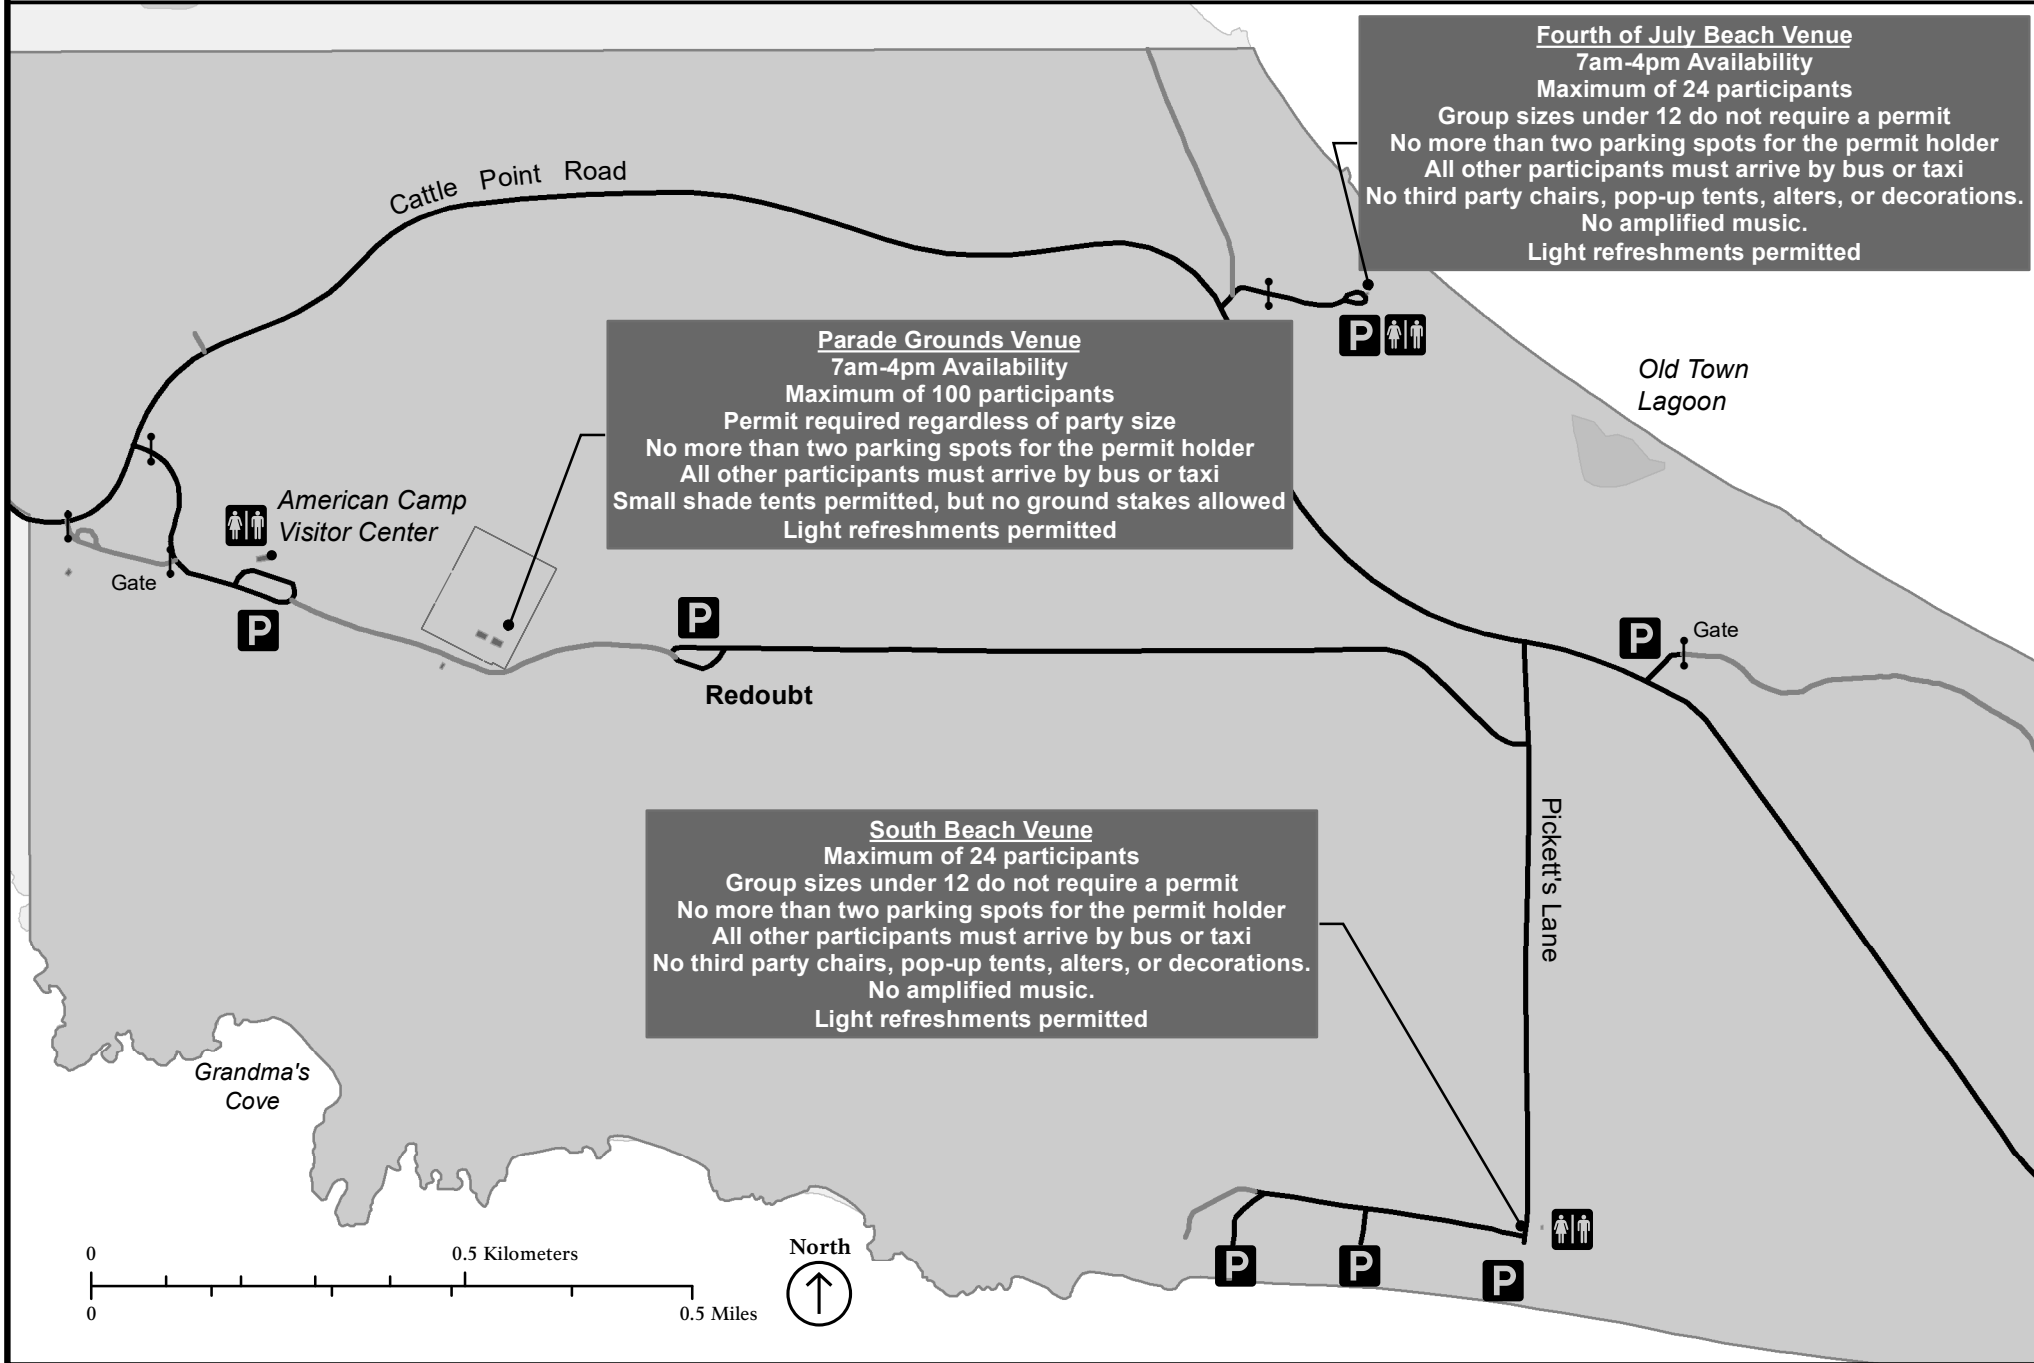 Fourth of July Beach Venue
7am-4pm Availability
Maximum of 24 participants
Group sizes under 12 do not require a permit
No more than two parking spots for the permit holder
All other participants must arrive by bus or taxi
No third party chairs, pop-up tents, alters, or decorations.
No amplified music.
Light refreshments permitted
Cattle Point Road
P
Parade Grounds Venue
7am-4pm Availability
Maximum of 100 participants
Permit required regardless of party size
No more than two parking spots for the permit holder
All other participants must arrive by bus or taxi
Small shade tents permitted, but no ground stakes allowed
Light refreshments permitted
Old Town
Lagoon
American Camp
Visitor Center
Gate
P
P
Redoubt
P
Gate
Pickett's Lane
South Beach Veune
Maximum of 24 participants
Group sizes under 12 do not require a permit
No more than two parking spots for the permit holder
All other participants must arrive by bus or taxi
No third party chairs, pop-up tents, alters, or decorations.
No amplified music.
Light refreshments permitted
Grandma's
Cove
P
P
P
0 0.5 Kilometers
0 0.5 Miles
North